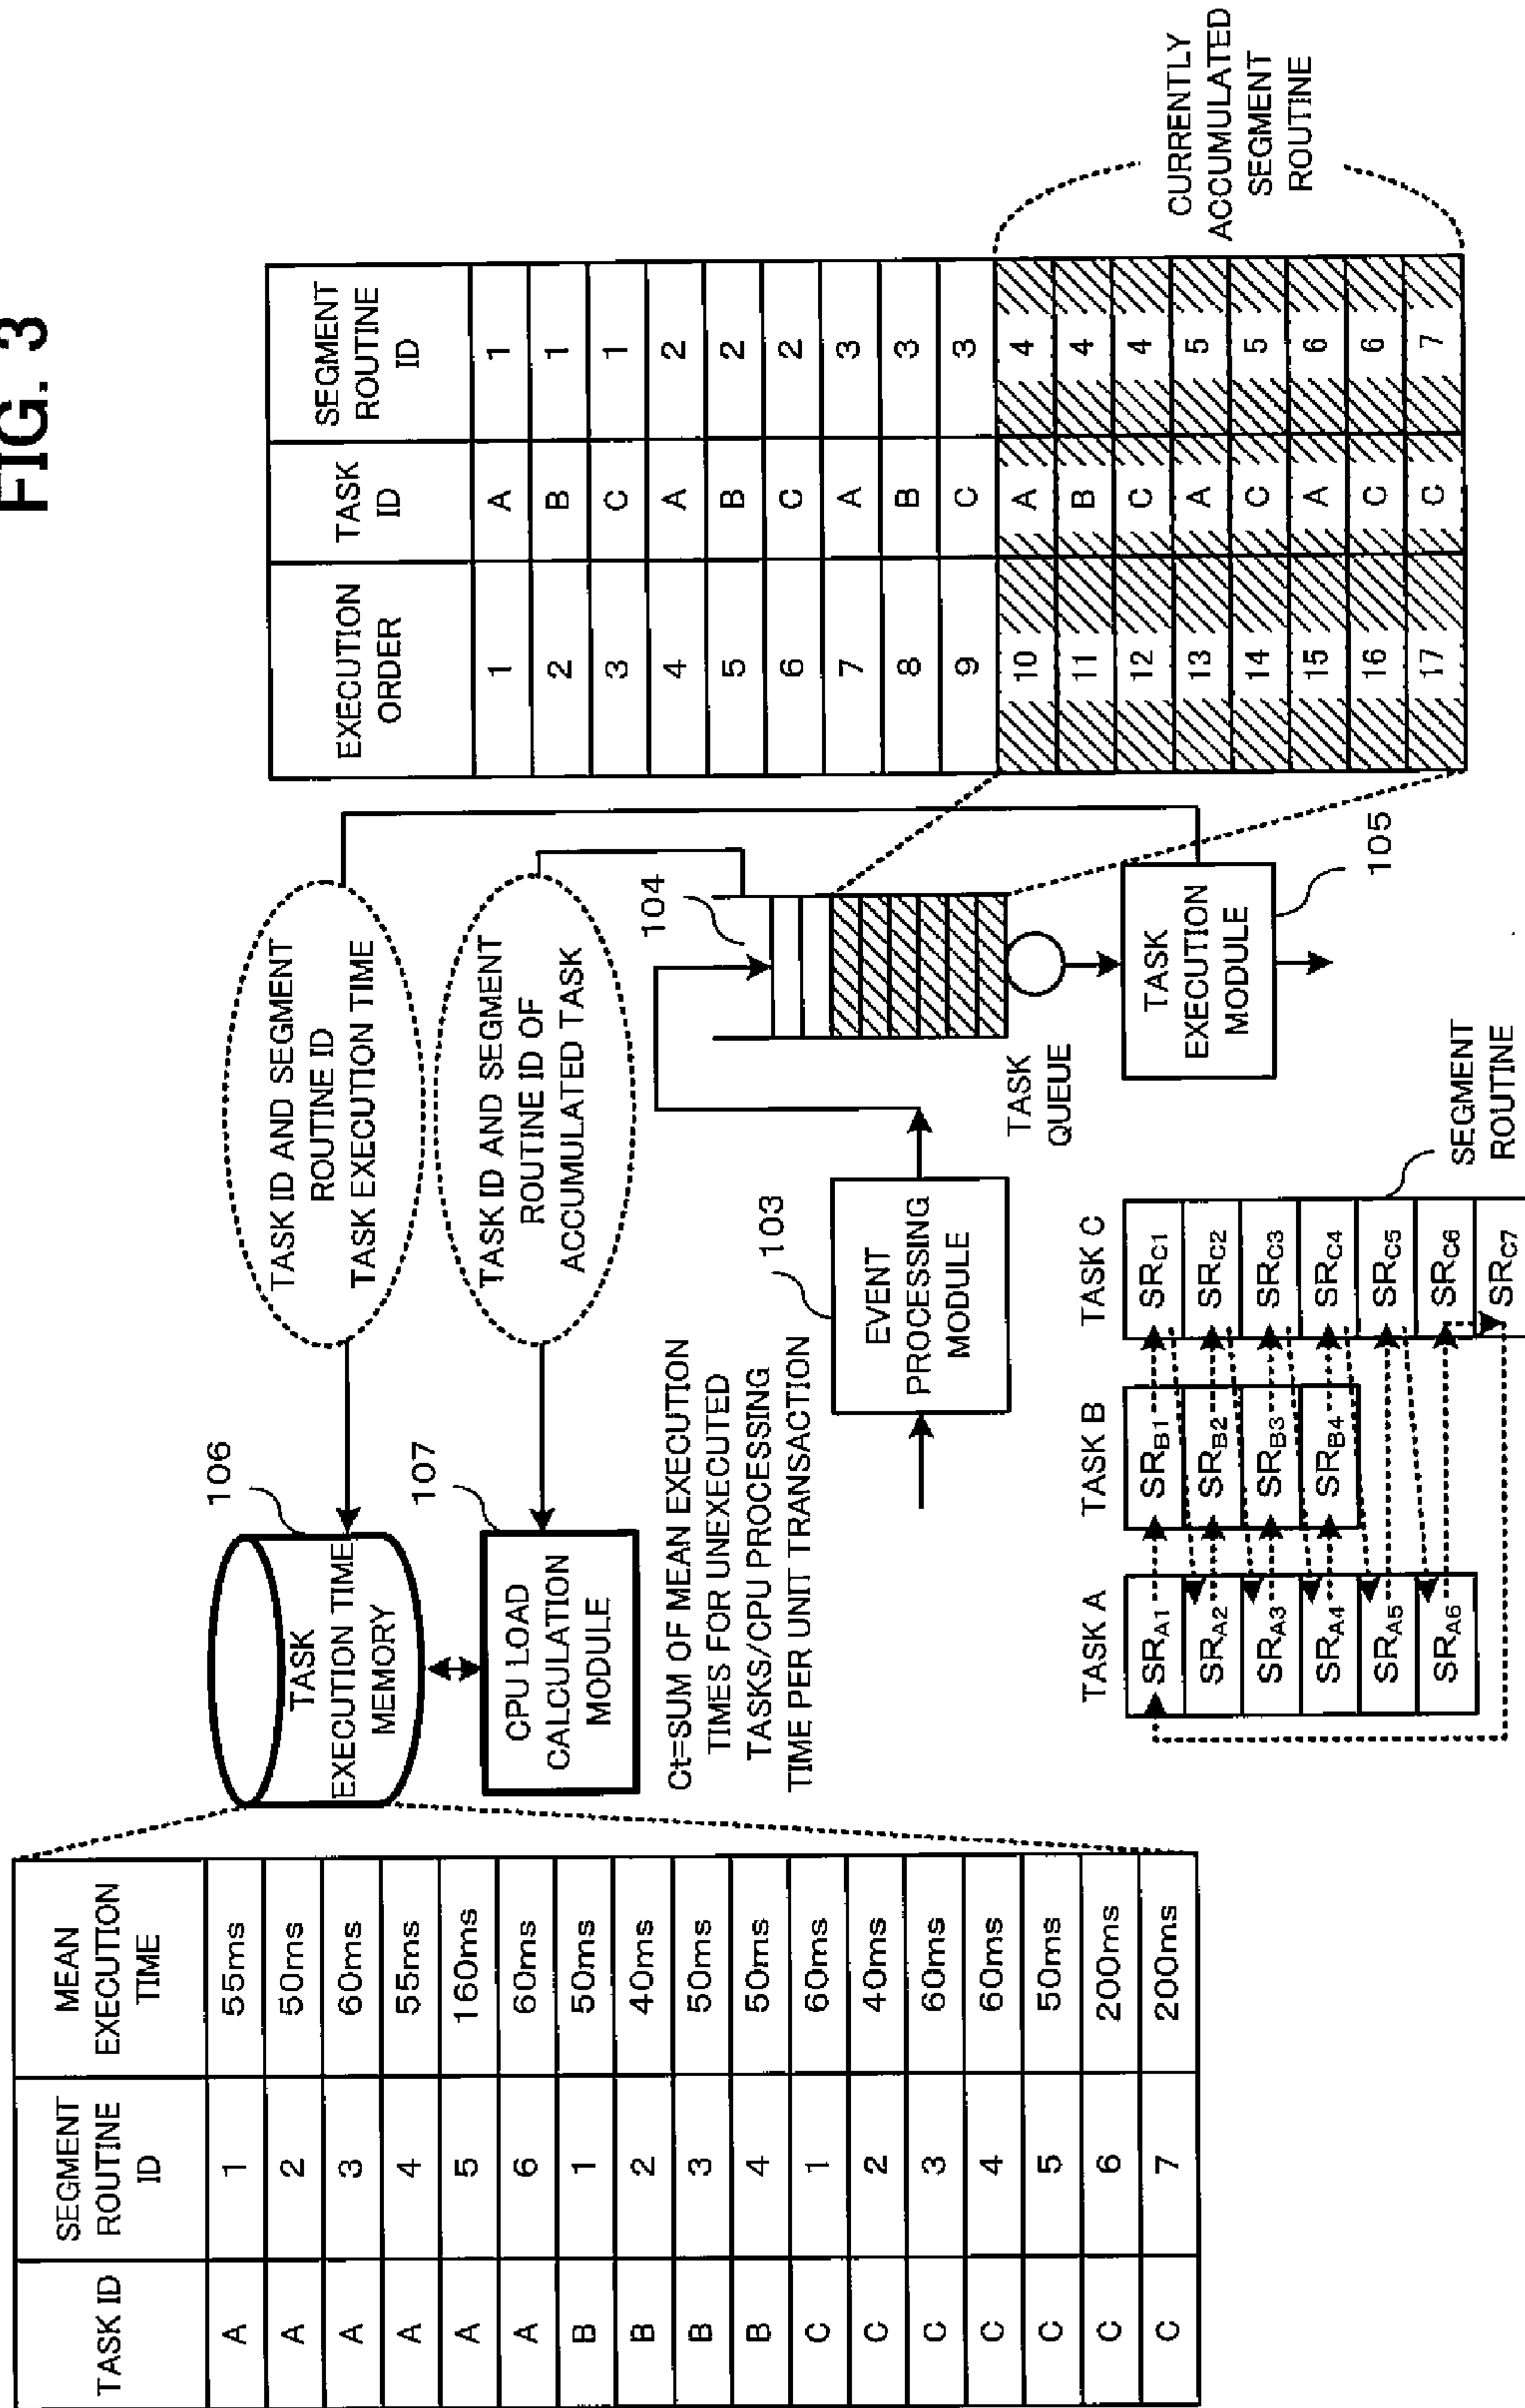 FIG. 3
TASK ID | SEGMENT ROUTINE ID | MEAN EXECUTION TIME
A | 1 | 55ms
A | 2 | 50ms
A | 3 | 60ms
A | 4 | 55ms
A | 5 | 160ms
A | 6 | 60ms
B | 1 | 50ms
B | 2 | 40ms
B | 3 | 50ms
B | 4 | 50ms
C | 1 | 60ms
C | 2 | 40ms
C | 3 | 60ms
C | 4 | 60ms
C | 5 | 50ms
C | 6 | 200ms
C | 7 | 200ms
106
TASK
EXECUTION TIME
MEMORY
107
CPU LOAD
CALCULATION
MODULE
Ct=SUM OF MEAN EXECUTION
TIMES FOR UNEXECUTED
TASKS/CPU PROCESSING
TIME PER UNIT TRANSACTION
TASK ID AND SEGMENT
ROUTINE ID
TASK EXECUTION TIME
TASK ID AND SEGMENT
ROUTINE ID OF
ACCUMULATED TASK
103
EVENT
PROCESSING
MODULE
104
TASK
QUEUE
TASK
EXECUTION
MODULE
105
TASK A
SRA1
SRA2
SRA3
SRA4
SRA5
SRA6
TASK B
SRB1
SRB2
SRB3
SRB4
TASK C
SRC1
SRC2
SRC3
SRC4
SRC5
SRC6
SRC7
SEGMENT
ROUTINE
EXECUTION ORDER | TASK ID | SEGMENT ROUTINE ID
1 | A | 1
2 | B | 1
3 | C | 1
4 | A | 2
5 | B | 2
6 | C | 2
7 | A | 3
8 | B | 3
9 | C | 3
10 | A | 4
11 | B | 4
12 | C | 4
13 | A | 5
14 | C | 5
15 | A | 6
16 | C | 6
17 | C | 7
CURRENTLY
ACCUMULATED
SEGMENT
ROUTINE